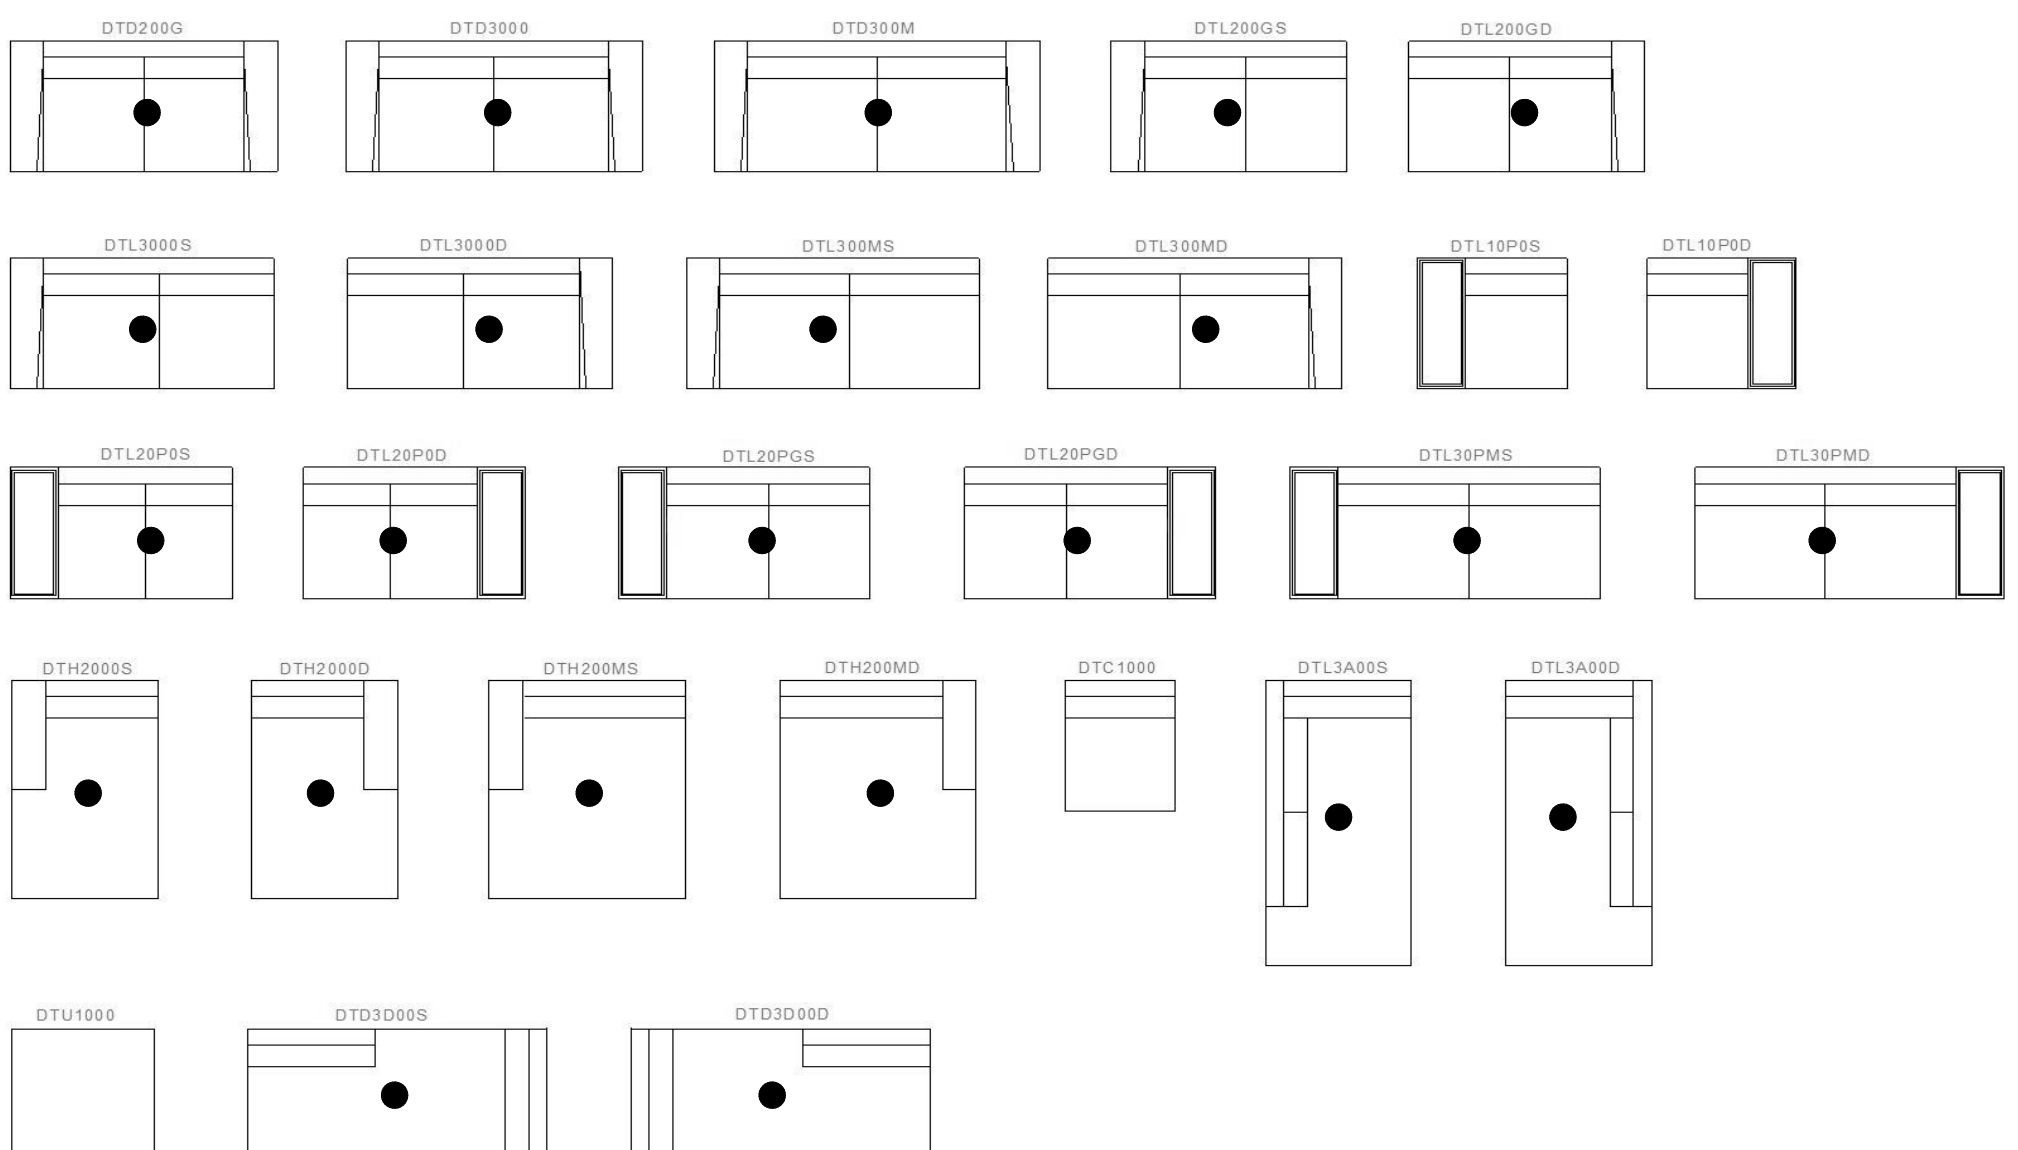 DTD200G DTD3000 DTD300M DTL200GS DTL200GD
DTL3000S DTL3000D DTL300MS DTL300MD DTL10P0S DTL10P0D
DTL20P0S DTL20P0D DTL20PGS DTL20PGD DTL30PMS DTL30PMD
DTH2000S DTH2000D DTH200MS DTH200MD DTC1000 DTL3A00S DTL3A00D
DTU1000 DTD3D00S DTD3D00D